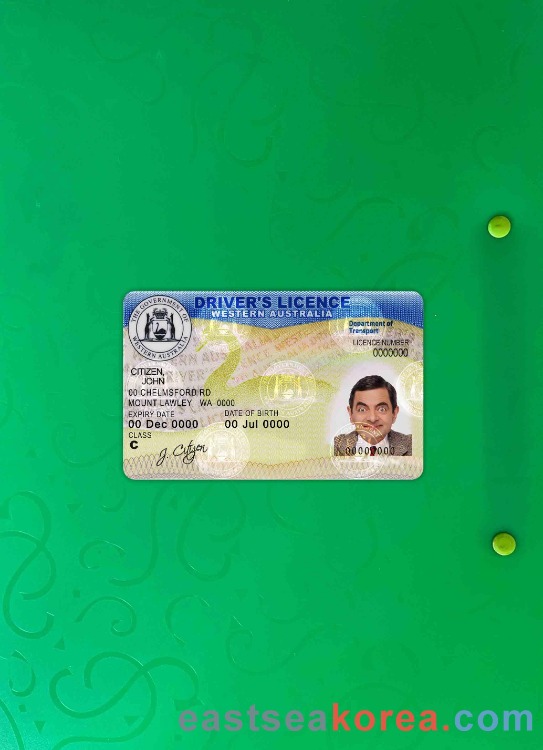 DRIVER'S LICENCE
WESTERN AUSTRALIA
THE GOVERNMENT OF
WESTERN AUSTRALIA
Department of
Transport
LICENCE NUMBER
0000000
CITIZEN,
JOHN
00 CHELMSFORD RD
MOUNT LAWLEY WA 0000
EXPIRY DATE DATE OF BIRTH
00 Dec 0000 00 Jul 0000
CLASS
C
J. Citizen
eastseakorea.com